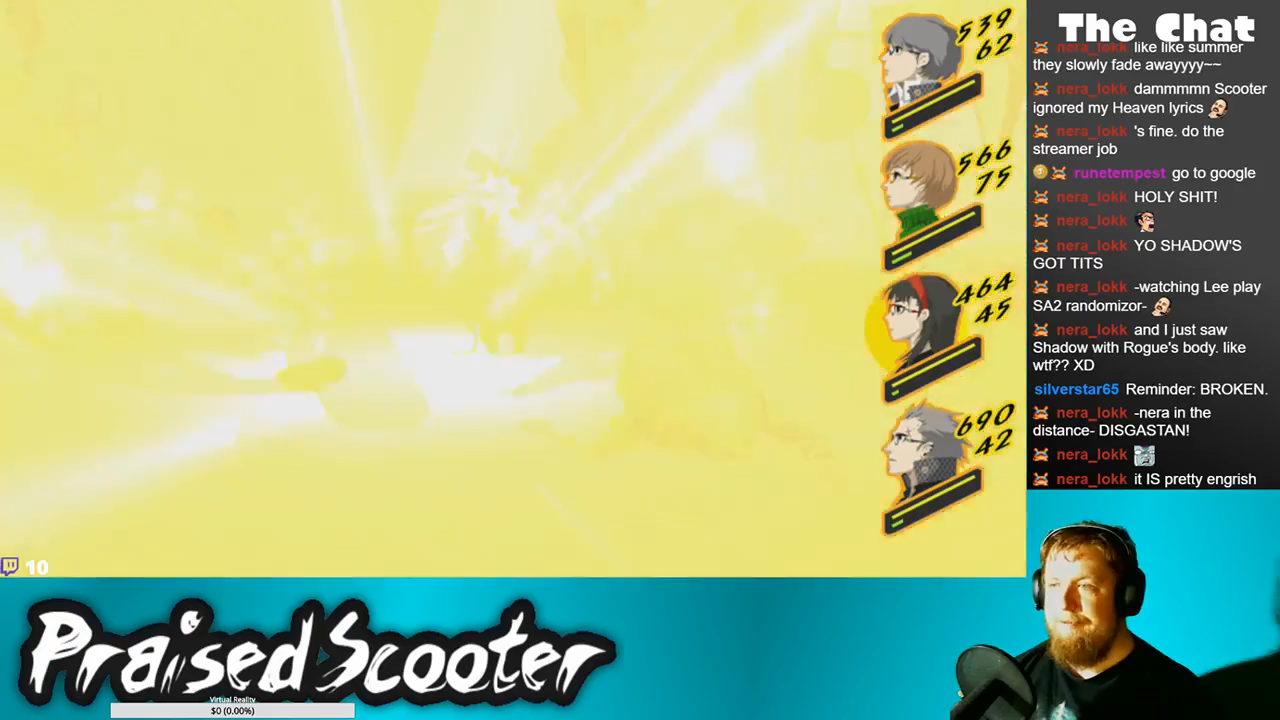 539
62
566
75
464
45
690
42
The Chat
nera_lokk like like summer
they slowly fade awayyyy~~
nera_lokk dammmmn Scooter
ignored my Heaven lyrics
nera_lokk 's fine. do the
streamer job
runetempest go to google
nera_lokk HOLY SHIT!
nera_lokk
nera_lokk YO SHADOW'S
GOT TITS
nera_lokk -watching Lee play
SA2 randomizor-
nera_lokk and I just saw
Shadow with Rogue's body. like
wtf?? XD
silverstar65 Reminder: BROKEN.
nera_lokk -nera in the
distance- DISGASTAN!
nera_lokk
nera_lokk it IS pretty engrish
10
PraisedScooter
Virtual Reality
$0 (0.00%)